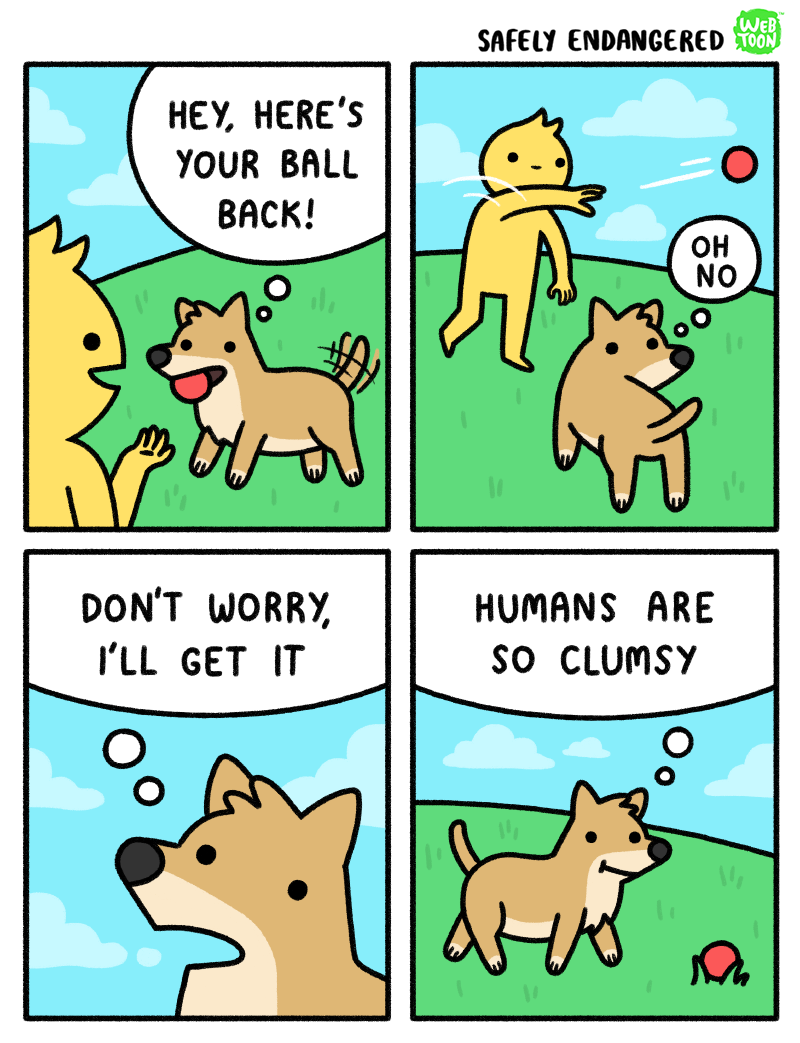 SAFELY ENDANGERED
WEB
TOON
HEY, HERE'S
YOUR BALL
BACK!
OH
NO
DON'T WORRY,
I'LL GET IT
HUMANS ARE
SO CLUMSY